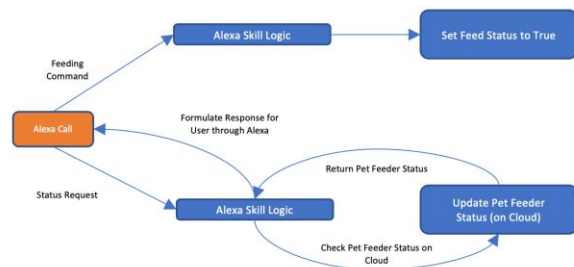 Alexa Skill Logic
Set Feed Status to True
Feeding
Command
Alexa Call
Formulate Response for
User through Alexa
Return Pet Feeder Status
Status Request
Alexa Skill Logic
Update Pet Feeder
Status (on Cloud)
Check Pet Feeder Status on
Cloud